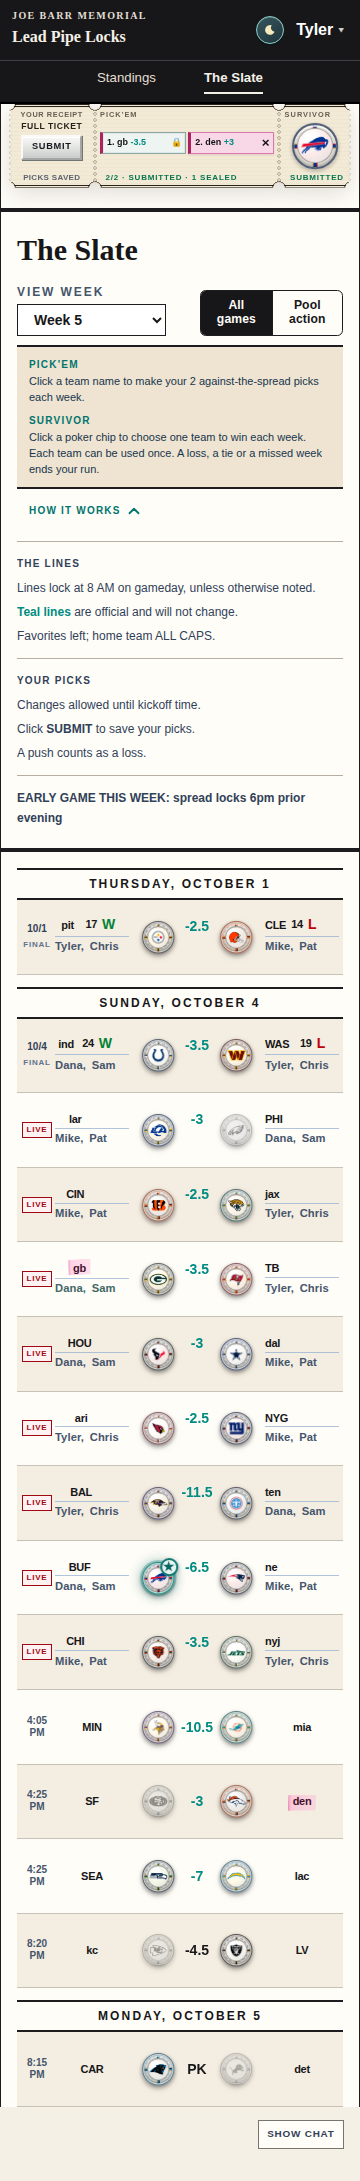 JOE BARR MEMORIAL
Lead Pipe Locks
Tyler
Standings The Slate
YOUR RECEIPT
FULL TICKET
SUBMIT
PICKS SAVED
PICK'EM
1. gb -3.5
2. den +3 ×
2/2 · SUBMITTED · 1 SEALED
SURVIVOR
SUBMITTED
The Slate
VIEW WEEK
Week 5
All games
Pool action
PICK'EM
Click a team name to make your 2 against-the-spread picks
each week.
SURVIVOR
Click a poker chip to choose one team to win each week.
Each team can be used once. A loss, a tie or a missed week
ends your run.
HOW IT WORKS
THE LINES
Lines lock at 8 AM on gameday, unless otherwise noted.
Teal lines are official and will not change.
Favorites left; home team ALL CAPS.
YOUR PICKS
Changes allowed until kickoff time.
Click SUBMIT to save your picks.
A push counts as a loss.
EARLY GAME THIS WEEK: spread locks 6pm prior
evening
THURSDAY, OCTOBER 1
10/1 pit 17 W -2.5 CLE 14 L
FINAL Tyler, Chris Mike, Pat
SUNDAY, OCTOBER 4
10/4 ind 24 W -3.5 WAS 19 L
FINAL Dana, Sam Tyler, Chris
lar -3 PHI
LIVE Mike, Pat Dana, Sam
CIN -2.5 jax
LIVE Mike, Pat Tyler, Chris
gb -3.5 TB
LIVE Dana, Sam Tyler, Chris
HOU -3 dal
LIVE Dana, Sam Mike, Pat
ari -2.5 NYG
LIVE Tyler, Chris Mike, Pat
BAL -11.5 ten
LIVE Tyler, Chris Dana, Sam
BUF -6.5 ne
LIVE Dana, Sam Mike, Pat
CHI -3.5 nyj
LIVE Mike, Pat Tyler, Chris
4:05 PM MIN -10.5 mia
4:25 PM SF -3 den
4:25 PM SEA -7 lac
8:20 PM kc -4.5 LV
MONDAY, OCTOBER 5
8:15 PM CAR PK det
SHOW CHAT